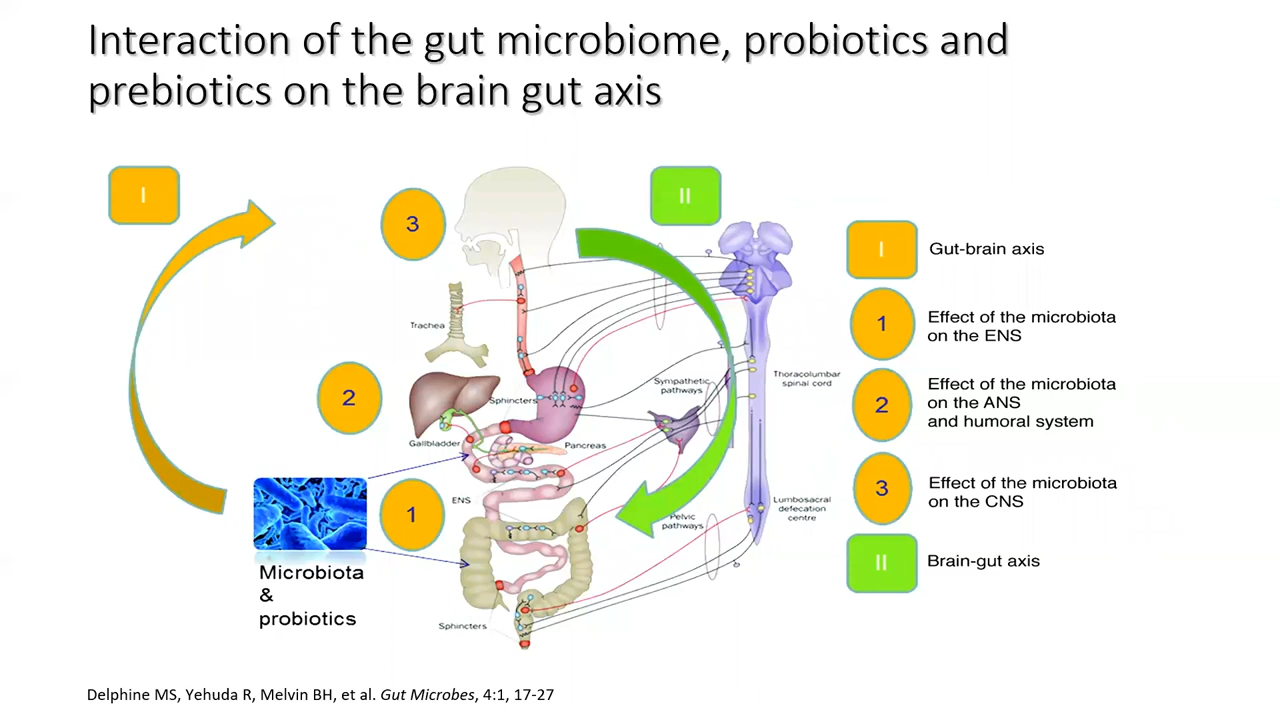 Interaction of the gut microbiome, probiotics and
prebiotics on the brain gut axis
I
3
II
Trachea
2
Sphincters
Gallbladder
Pancreas
Sympathetic
pathways
Thoracolumbar
spinal cord
1
ENS
Pelvic
pathways
Lumbosacral
defecation
centre
Sphincters
Microbiota
&
probiotics
I
Gut-brain axis
1
Effect of the microbiota
on the ENS
2
Effect of the microbiota
on the ANS
and humoral system
3
Effect of the microbiota
on the CNS
II
Brain-gut axis
Delphine MS, Yehuda R, Melvin BH, et al. Gut Microbes, 4:1, 17-27